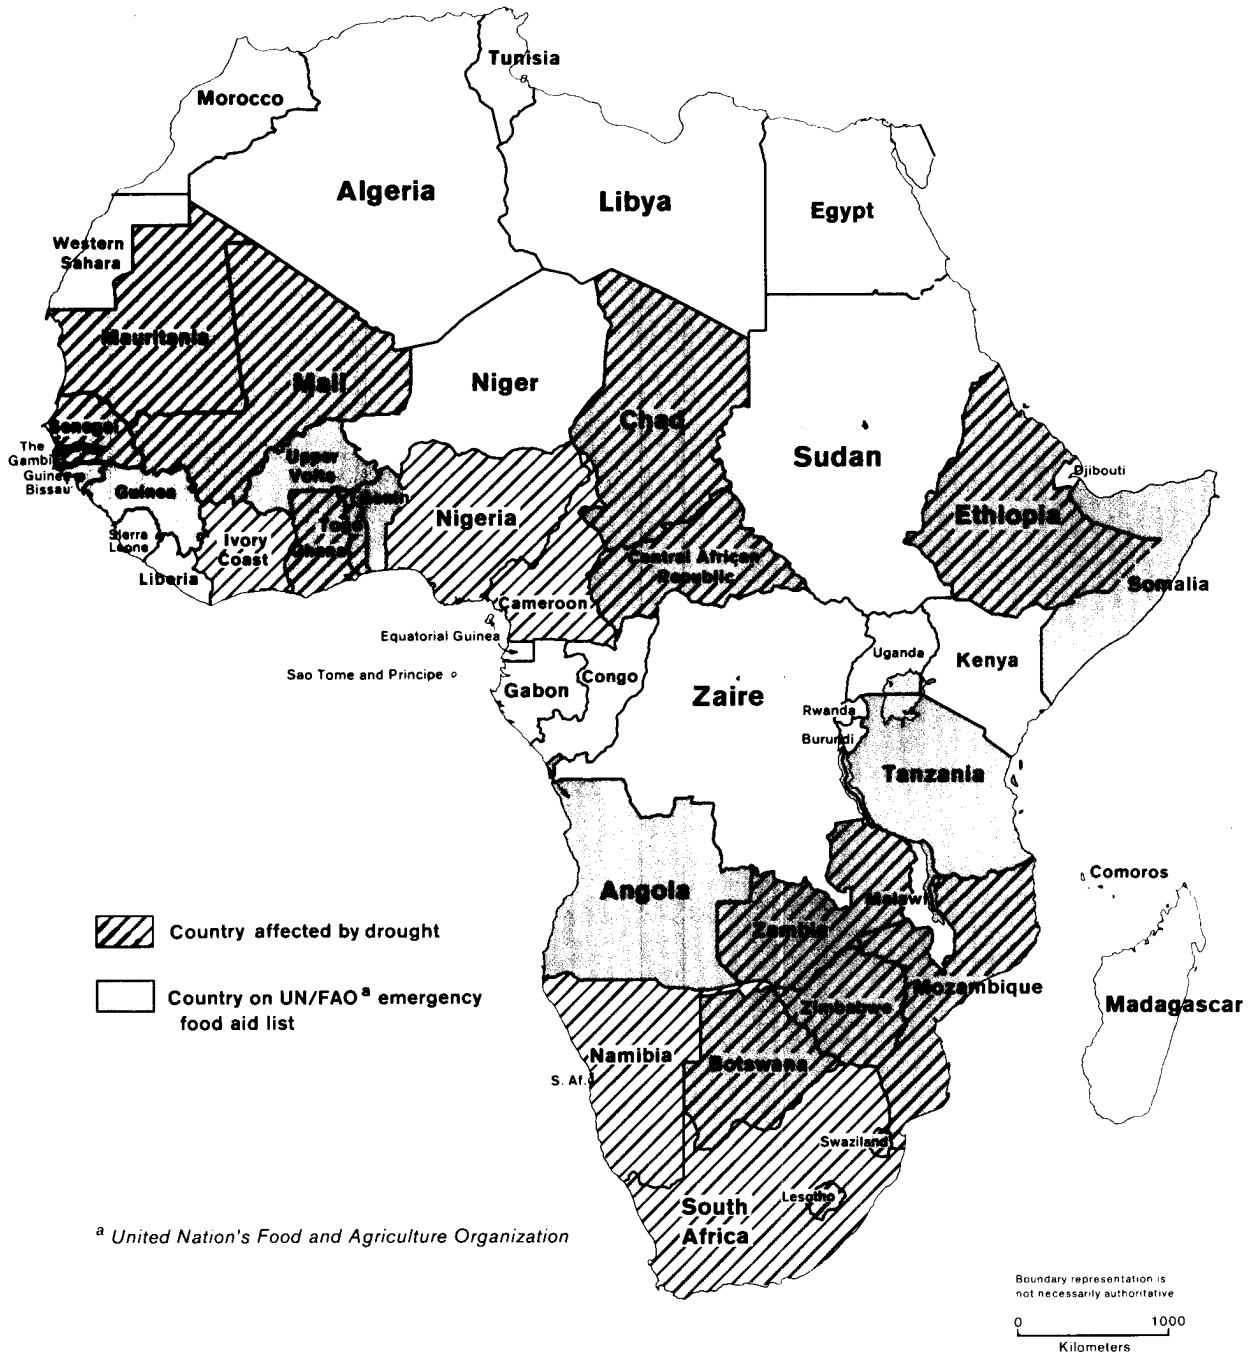 Tunisia
Morocco
Algeria
Libya
Egypt
Western
Sahara
Mauritania
Mali
Niger
Chad
Sudan
Senegal
The
Gambia
Guinea
Bissau
Guinea
Upper
Volta
Benin
Djibouti
Nigeria
Ethiopia
Togo
Sierra
Leone
Ivory
Coast
Ghana
Central African
Republic
Liberia
Somalia
Cameroon
Equatorial Guinea
Uganda
Kenya
Sao Tome and Principe
Congo
Gabon
Zaire
Rwanda
Burundi
Tanzania
Angola
Comoros
Malawi
Zambia
Mozambique
Zimbabwe
Madagascar
Namibia
Botswana
S. Af.
Swaziland
Lesotho
South
Africa
Country affected by drought
Country on UN/FAO a emergency
food aid list
a United Nation's Food and Agriculture Organization
Boundary representation is
not necessarily authoritative
0 1000
Kilometers